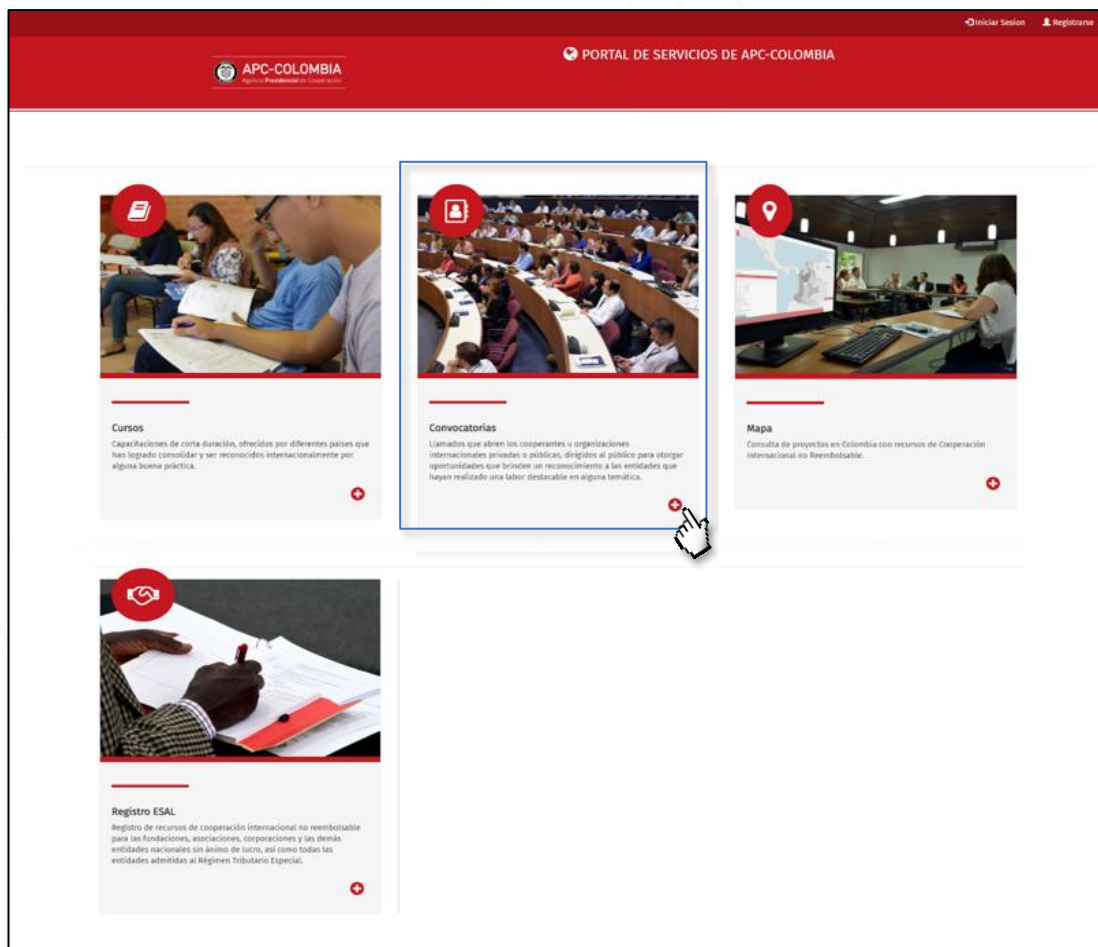 Iniciar Sesion
Registrarse
APC-COLOMBIA
Agencia Presidencial de Cooperación
PORTAL DE SERVICIOS DE APC-COLOMBIA
Cursos
Capacitaciones de corta duración, ofrecidos por diferentes países que
han logrado consolidar y ser reconocidos internacionalmente por
alguna buena práctica.
Convocatorias
Llamados que abren los cooperantes u organizaciones
internacionales privadas o públicas, dirigidos al público para otorgar
oportunidades que brinden un reconocimiento a las entidades que
hayan realizado una labor destacable en alguna temática.
Mapa
Consulta de proyectos en Colombia con recursos de Cooperación
Internacional no Reembolsable.
Registro ESAL
Registro de recursos de cooperación internacional no reembolsable
para las fundaciones, asociaciones, corporaciones y las demás
entidades nacionales sin ánimo de lucro, así como todas las
entidades admitidas al Régimen Tributario Especial.